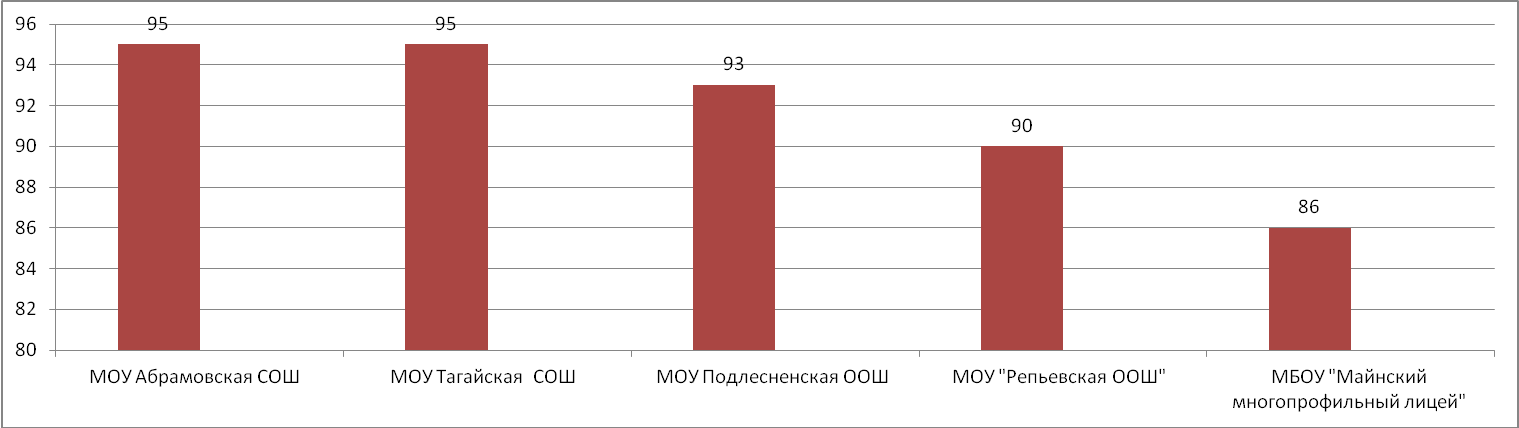 96
94
92
90
88
86
84
82
80
95
95
93
90
86
МОУ Абрамовская СОШ
МОУ Тагайская СОШ
МОУ Подлесненская ООШ
МОУ "Репьевская ООШ"
МБОУ "Майнский
многопрофильный лицей"